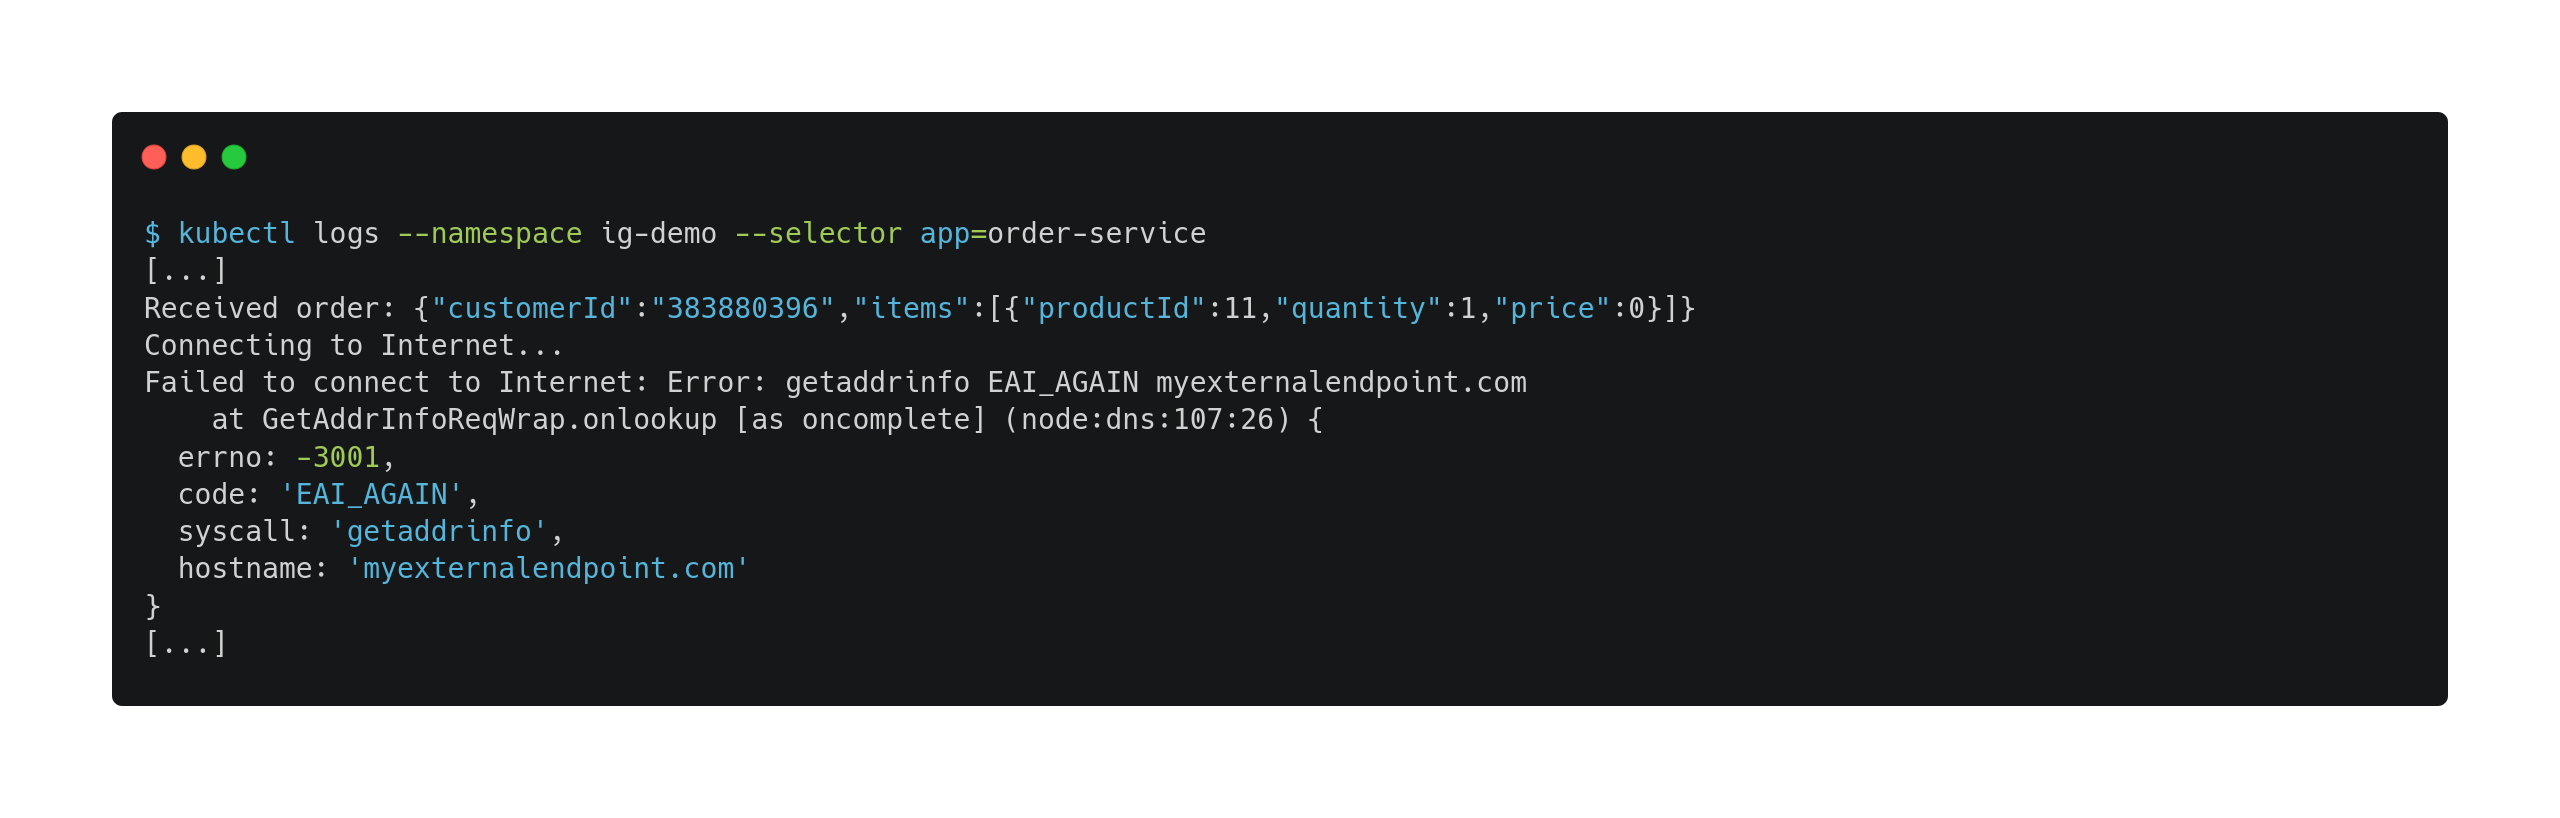 $ kubectl logs --namespace ig-demo --selector app=order-service
[...]
Received order: {"customerId":"383880396","items":[{"productId":11,"quantity":1,"price":0}]}
Connecting to Internet...
Failed to connect to Internet: Error: getaddrinfo EAI_AGAIN myexternalendpoint.com
    at GetAddrInfoReqWrap.onlookup [as oncomplete] (node:dns:107:26) {
  errno: -3001,
  code: 'EAI_AGAIN',
  syscall: 'getaddrinfo',
  hostname: 'myexternalendpoint.com'
}
[...]